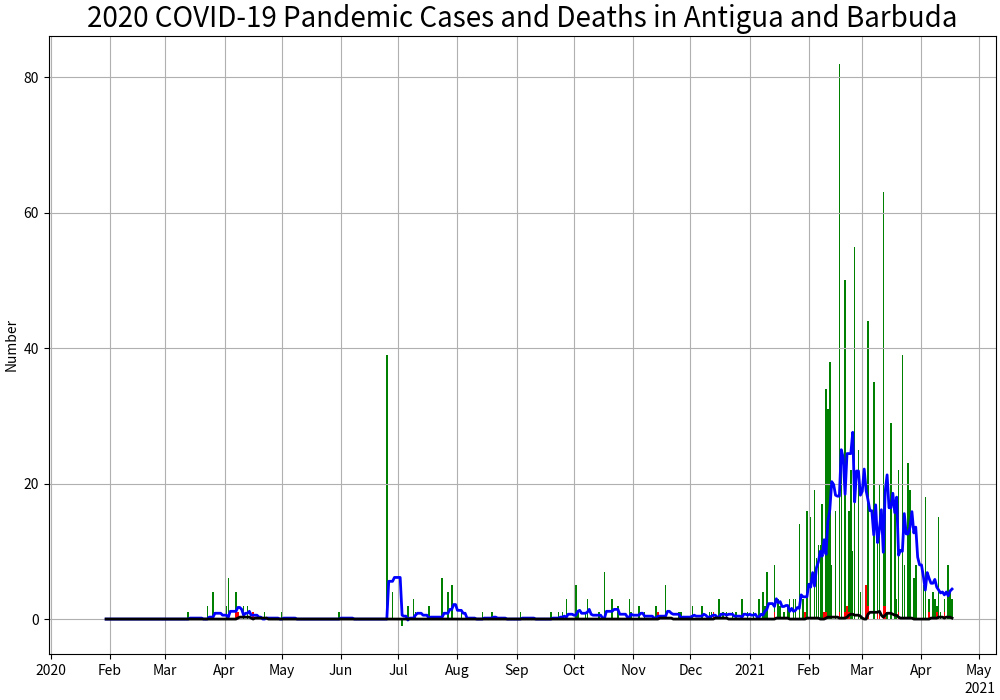 2020 COVID-19 Pandemic Cases and Deaths in Antigua and Barbuda
80
60
40
20
0
Number
2020 Feb Mar Apr May Jun Jul Aug Sep Oct Nov Dec 2021 Feb Mar Apr May
2021